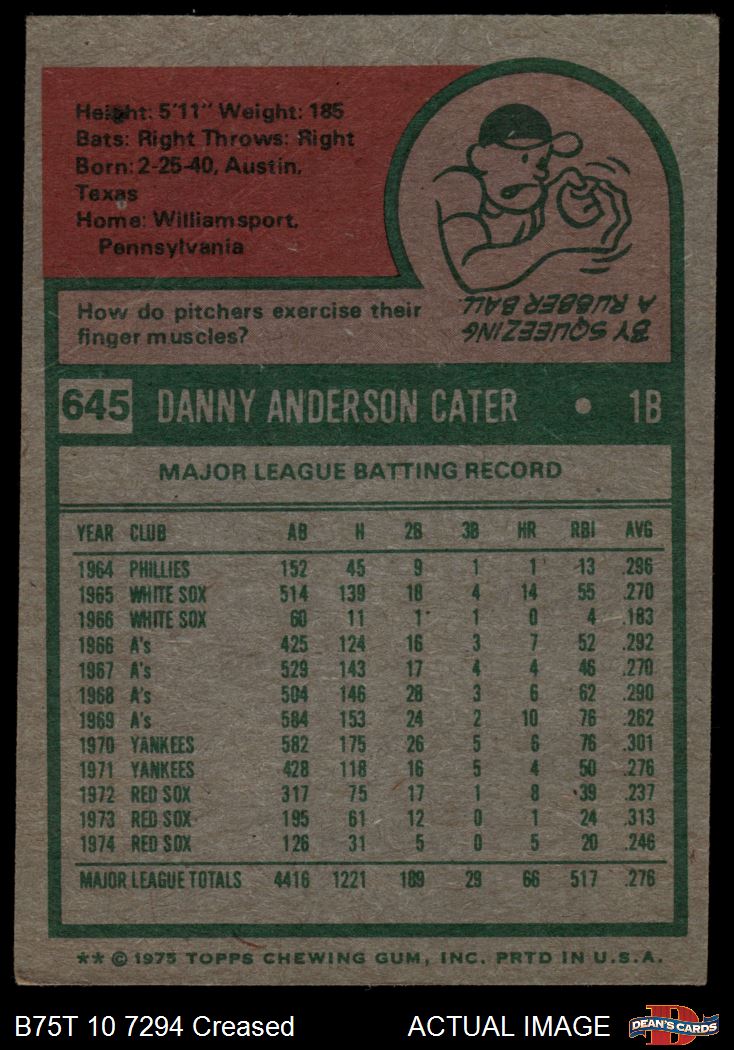 Height: 5'11" Weight: 185
Bats: Right Throws: Right
Born: 2-25-40, Austin,
Texas
Home: Williamsport,
Pennsylvania
How do pitchers exercise their
finger muscles?
BY SQUEEZING
A RUBBER BALL.
645 DANNY ANDERSON CATER • 1B
MAJOR LEAGUE BATTING RECORD
YEAR CLUB AB H 2B 3B HR RBI AVG
1964 PHILLIES 152 45 9 1 1 13 .296
1965 WHITE SOX 514 139 18 4 14 55 .270
1966 WHITE SOX 60 11 1 1 0 4 .183
1966 A's 425 124 16 3 7 52 .292
1967 A's 529 143 17 4 4 46 .270
1968 A's 504 146 28 3 6 62 .290
1969 A's 584 153 24 2 10 76 .262
1970 YANKEES 582 175 26 5 6 76 .301
1971 YANKEES 428 118 16 5 4 50 .276
1972 RED SOX 317 75 17 1 8 39 .237
1973 RED SOX 195 61 12 0 1 24 .313
1974 RED SOX 126 31 5 0 5 20 .246
MAJOR LEAGUE TOTALS 4416 1221 189 29 66 517 .276
** © 1975 TOPPS CHEWING GUM, INC. PRTD IN U.S.A.
B75T 10 7294 Creased ACTUAL IMAGE DEAN'S CARDS